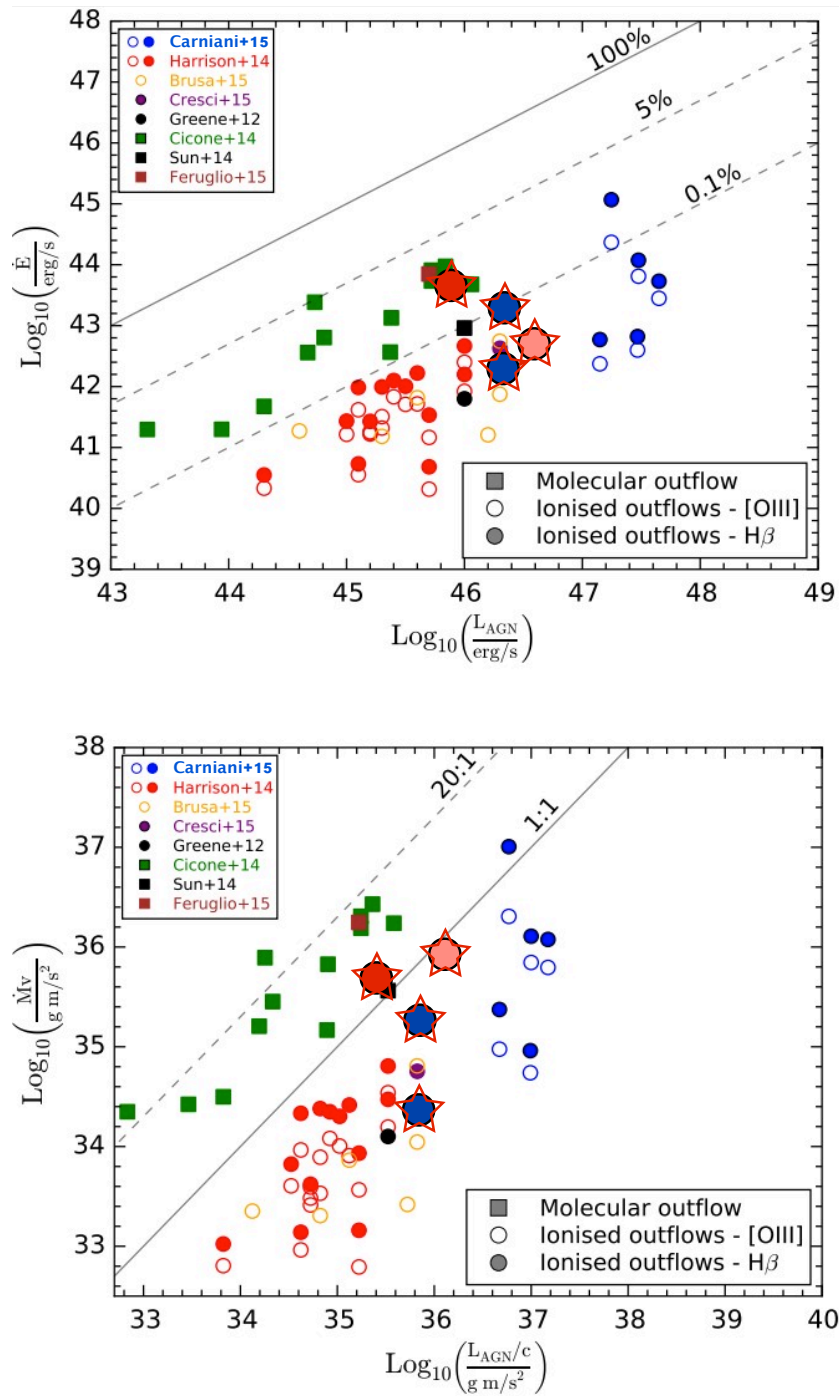 48
47
46
45
44
43
42
41
40
39
Log₁₀(Ė/erg/s)
Carniani+15
Harrison+14
Brusa+15
Cresci+15
Greene+12
Cicone+14
Sun+14
Feruglio+15
100%
5%
0.1%
Molecular outflow
Ionised outflows - [OIII]
Ionised outflows - Hβ
43 44 45 46 47 48 49
Log₁₀(L_AGN/erg/s)
38
37
36
35
34
33
Log₁₀(Ṁv/g m/s²)
Carniani+15
Harrison+14
Brusa+15
Cresci+15
Greene+12
Cicone+14
Sun+14
Feruglio+15
20:1
1:1
Molecular outflow
Ionised outflows - [OIII]
Ionised outflows - Hβ
33 34 35 36 37 38 39 40
Log₁₀(L_AGN/c/g m/s²)